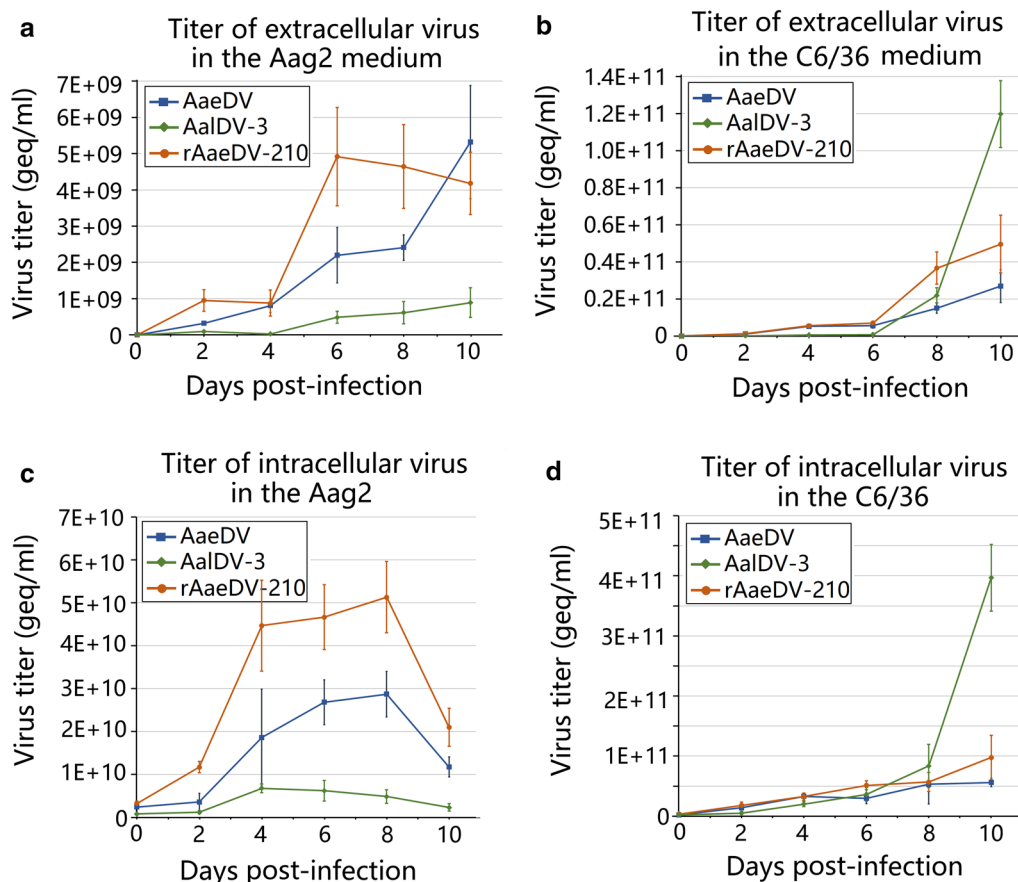 a
Titer of extracellular virus
in the Aag2 medium
7E+09
6E+09
5E+09
4E+09
3E+09
2E+09
1E+09
0
AaeDV
AalDV-3
rAaeDV-210
Virus titer (geq/ml)
0 2 4 6 8 10
Days post-infection
b
Titer of extracellular virus
in the C6/36 medium
1.4E+11
1.2E+11
1.0E+11
0.8E+11
0.6E+11
0.4E+11
0.2E+11
0
AaeDV
AalDV-3
rAaeDV-210
Virus titer (geq/ml)
0 2 4 6 8 10
Days post-infection
c
Titer of intracellular virus
in the Aag2
7E+10
6E+10
5E+10
4E+10
3E+10
2E+10
1E+10
0
AaeDV
AalDV-3
rAaeDV-210
Virus titer (geq/ml)
0 2 4 6 8 10
Days post-infection
d
Titer of intracellular virus
in the C6/36
5E+11
4E+11
3E+11
2E+11
1E+11
0
AaeDV
AalDV-3
rAaeDV-210
Virus titer (geq/ml)
0 2 4 6 8 10
Days post-infection